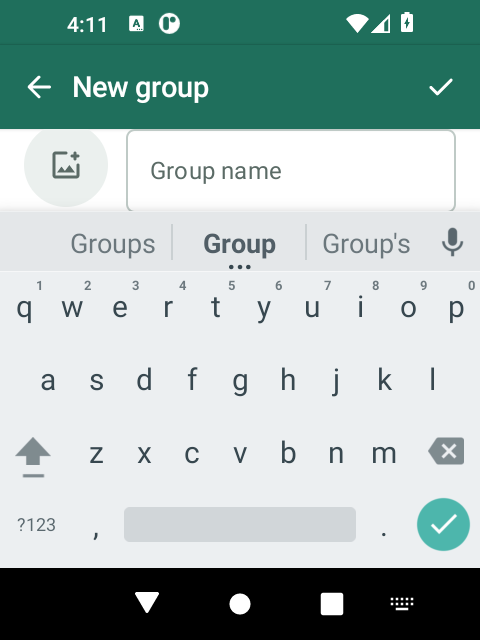 4:11
New group
Group name
Groups Group Group's
1 2 3 4 5 6 7 8 9 0
q w e r t y u i o p
a s d f g h j k l
z x c v b n m
?123 , .